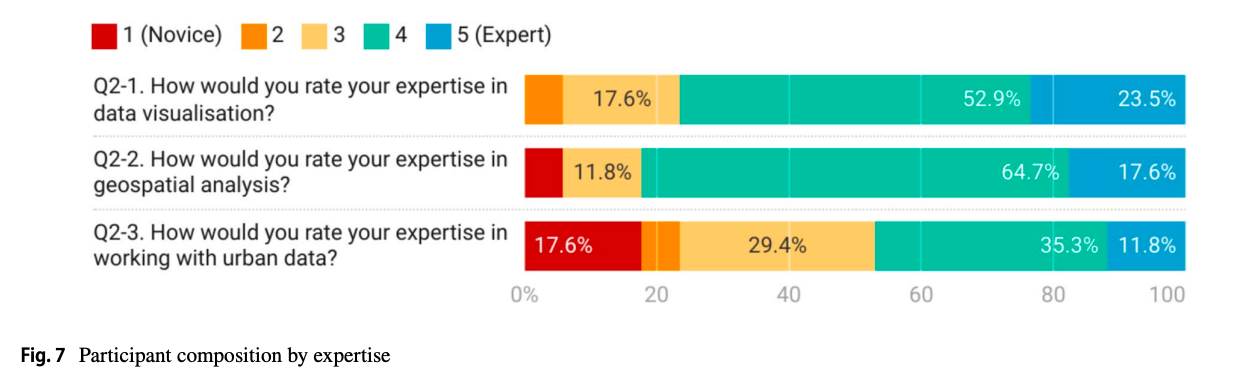 1 (Novice) 2 3 4 5 (Expert)
Q2-1. How would you rate your expertise in
data visualisation?
17.6% 52.9% 23.5%
Q2-2. How would you rate your expertise in
geospatial analysis?
11.8% 64.7% 17.6%
Q2-3. How would you rate your expertise in
working with urban data?
17.6% 29.4% 35.3% 11.8%
0% 20 40 60 80 100
Fig. 7 Participant composition by expertise